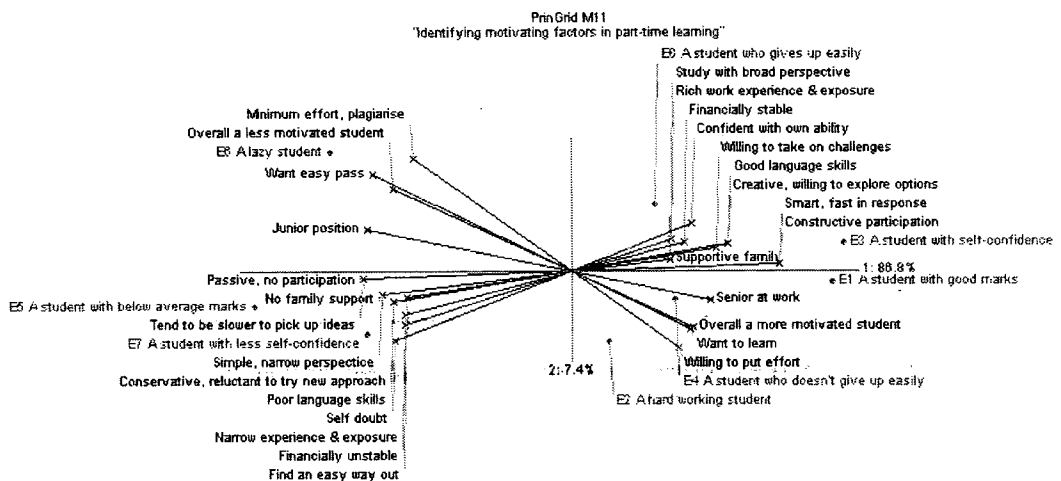 PrinGrid M11
"Identifying motivating factors in part-time learning"
E6 A student who gives up easily
Study with broad perspective
Rich work experience & exposure
Financially stable
Confident with own ability
Willing to take on challenges
Good language skills
Creative, willing to explore options
Smart, fast in response
Constructive participation
E3 A student with self-confidence
Supportive family
1: 86.8%
E1 A student with good marks
Senior at work
Overall a more motivated student
Want to learn
Willing to put effort
E4 A student who doesn't give up easily
E2 A hard working student
2: 7.4%
Minimum effort, plagiarise
Overall a less motivated student
E8 A lazy student
Want easy pass
Junior position
Passive, no participation
No family support
E5 A student with below average marks
Tend to be slower to pick up ideas
E7 A student with less self-confidence
Simple, narrow perspective
Conservative, reluctant to try new approach
Poor language skills
Self doubt
Narrow experience & exposure
Financially unstable
Find an easy way out